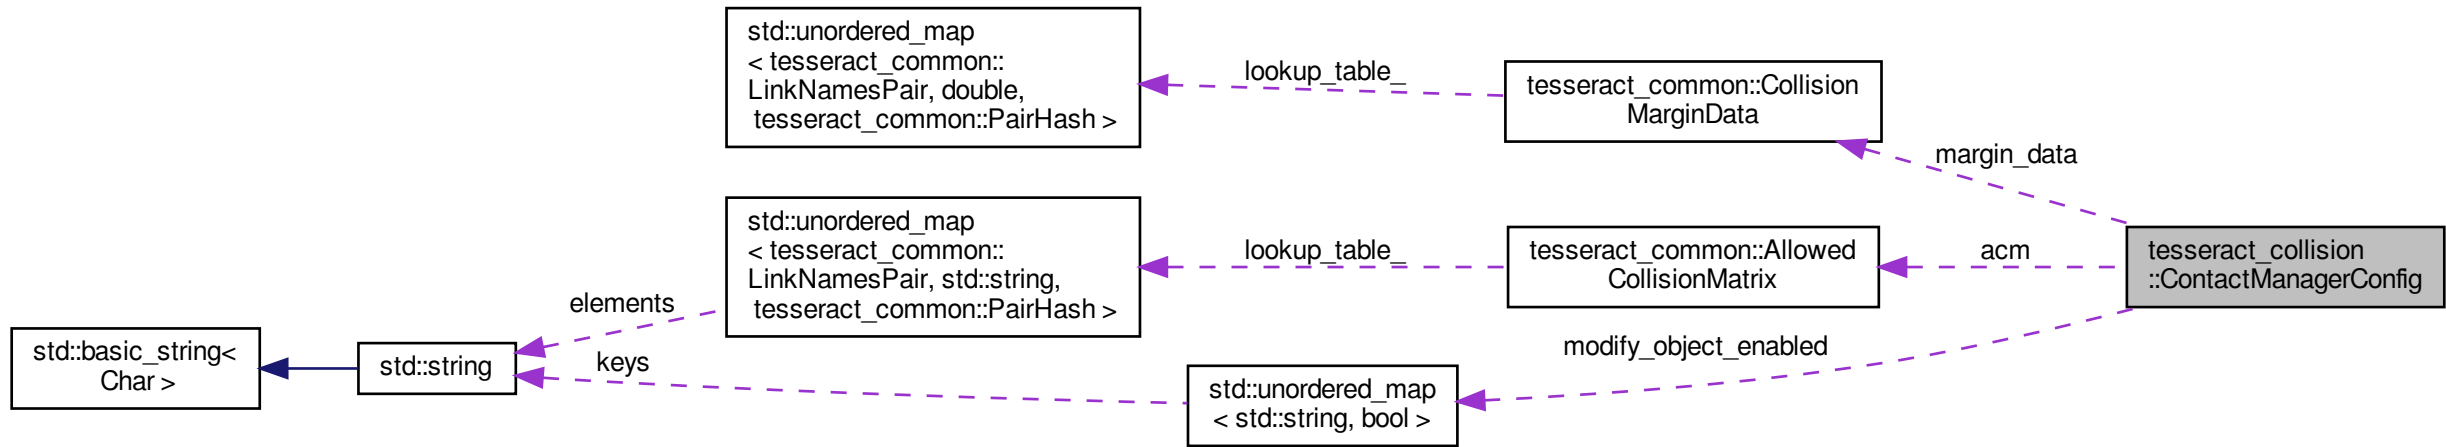 std::unordered_map
< tesseract_common::
LinkNamesPair, double,
tesseract_common::PairHash >
lookup_table_
tesseract_common::Collision
MarginData
margin_data
std::unordered_map
< tesseract_common::
LinkNamesPair, std::string,
tesseract_common::PairHash >
lookup_table_
tesseract_common::Allowed
CollisionMatrix
acm
tesseract_collision
::ContactManagerConfig
elements
std::basic_string<
Char >
std::string
keys
modify_object_enabled
std::unordered_map
< std::string, bool >